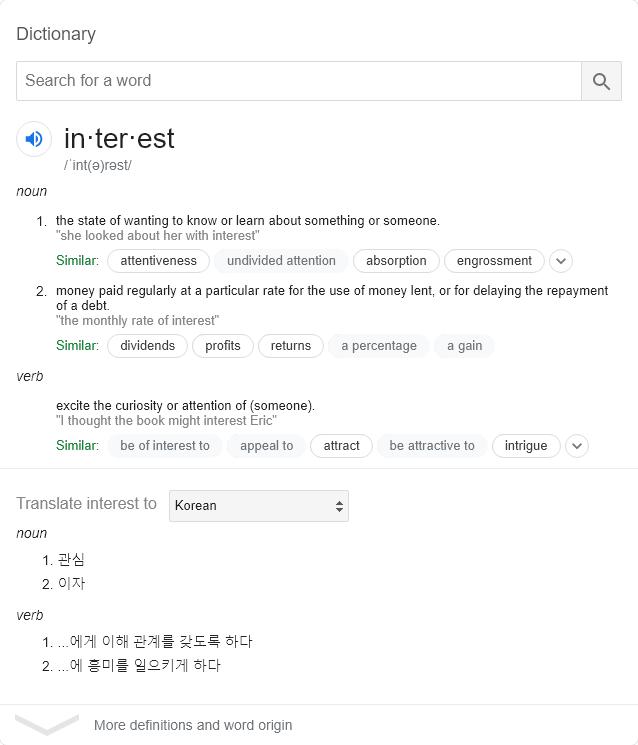 Dictionary
Search for a word
in·ter·est
/ˈint(ə)rəst/
noun
1. the state of wanting to know or learn about something or someone.
"she looked about her with interest"
Similar: attentiveness undivided attention absorption engrossment
2. money paid regularly at a particular rate for the use of money lent, or for delaying the repayment
of a debt.
"the monthly rate of interest"
Similar: dividends profits returns a percentage a gain
verb
excite the curiosity or attention of (someone).
"I thought the book might interest Eric"
Similar: be of interest to appeal to attract be attractive to intrigue
Translate interest to Korean
noun
1. 관심
2. 이자
verb
1. ...에게 이해 관계를 갖도록 하다
2. ...에 흥미를 일으키게 하다
More definitions and word origin